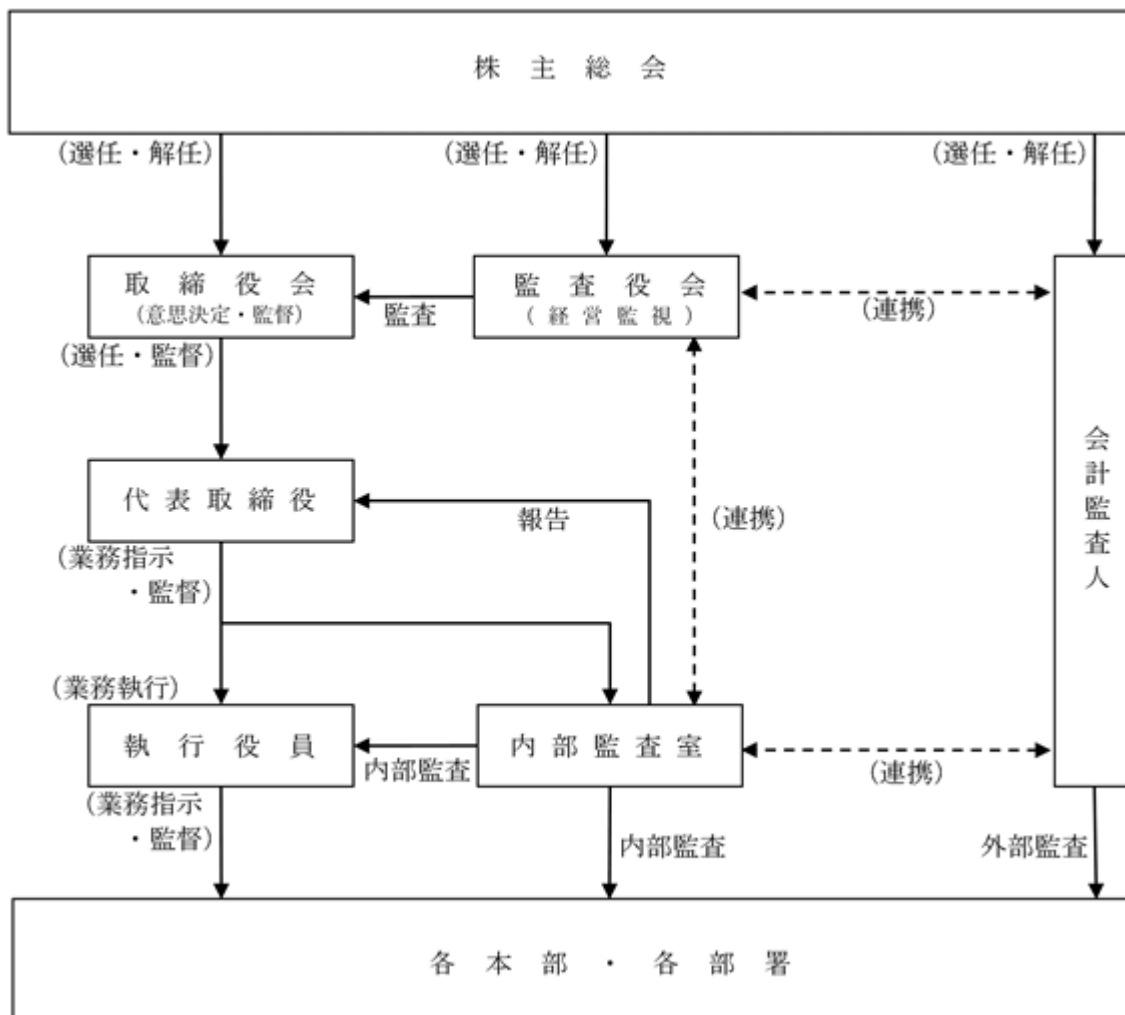 株主総会
(選任・解任)
(選任・解任)
(選任・解任)
取締役会
(意思決定・監督)
監査
監査役会
(経営監視)
(連携)
(選任・監督)
会計監査人
代表取締役
報告
(連携)
(業務指示
・監督)
(業務執行)
執行役員
内部監査
内部監査室
(連携)
(業務指示
・監督)
内部監査
外部監査
各本部・各部署